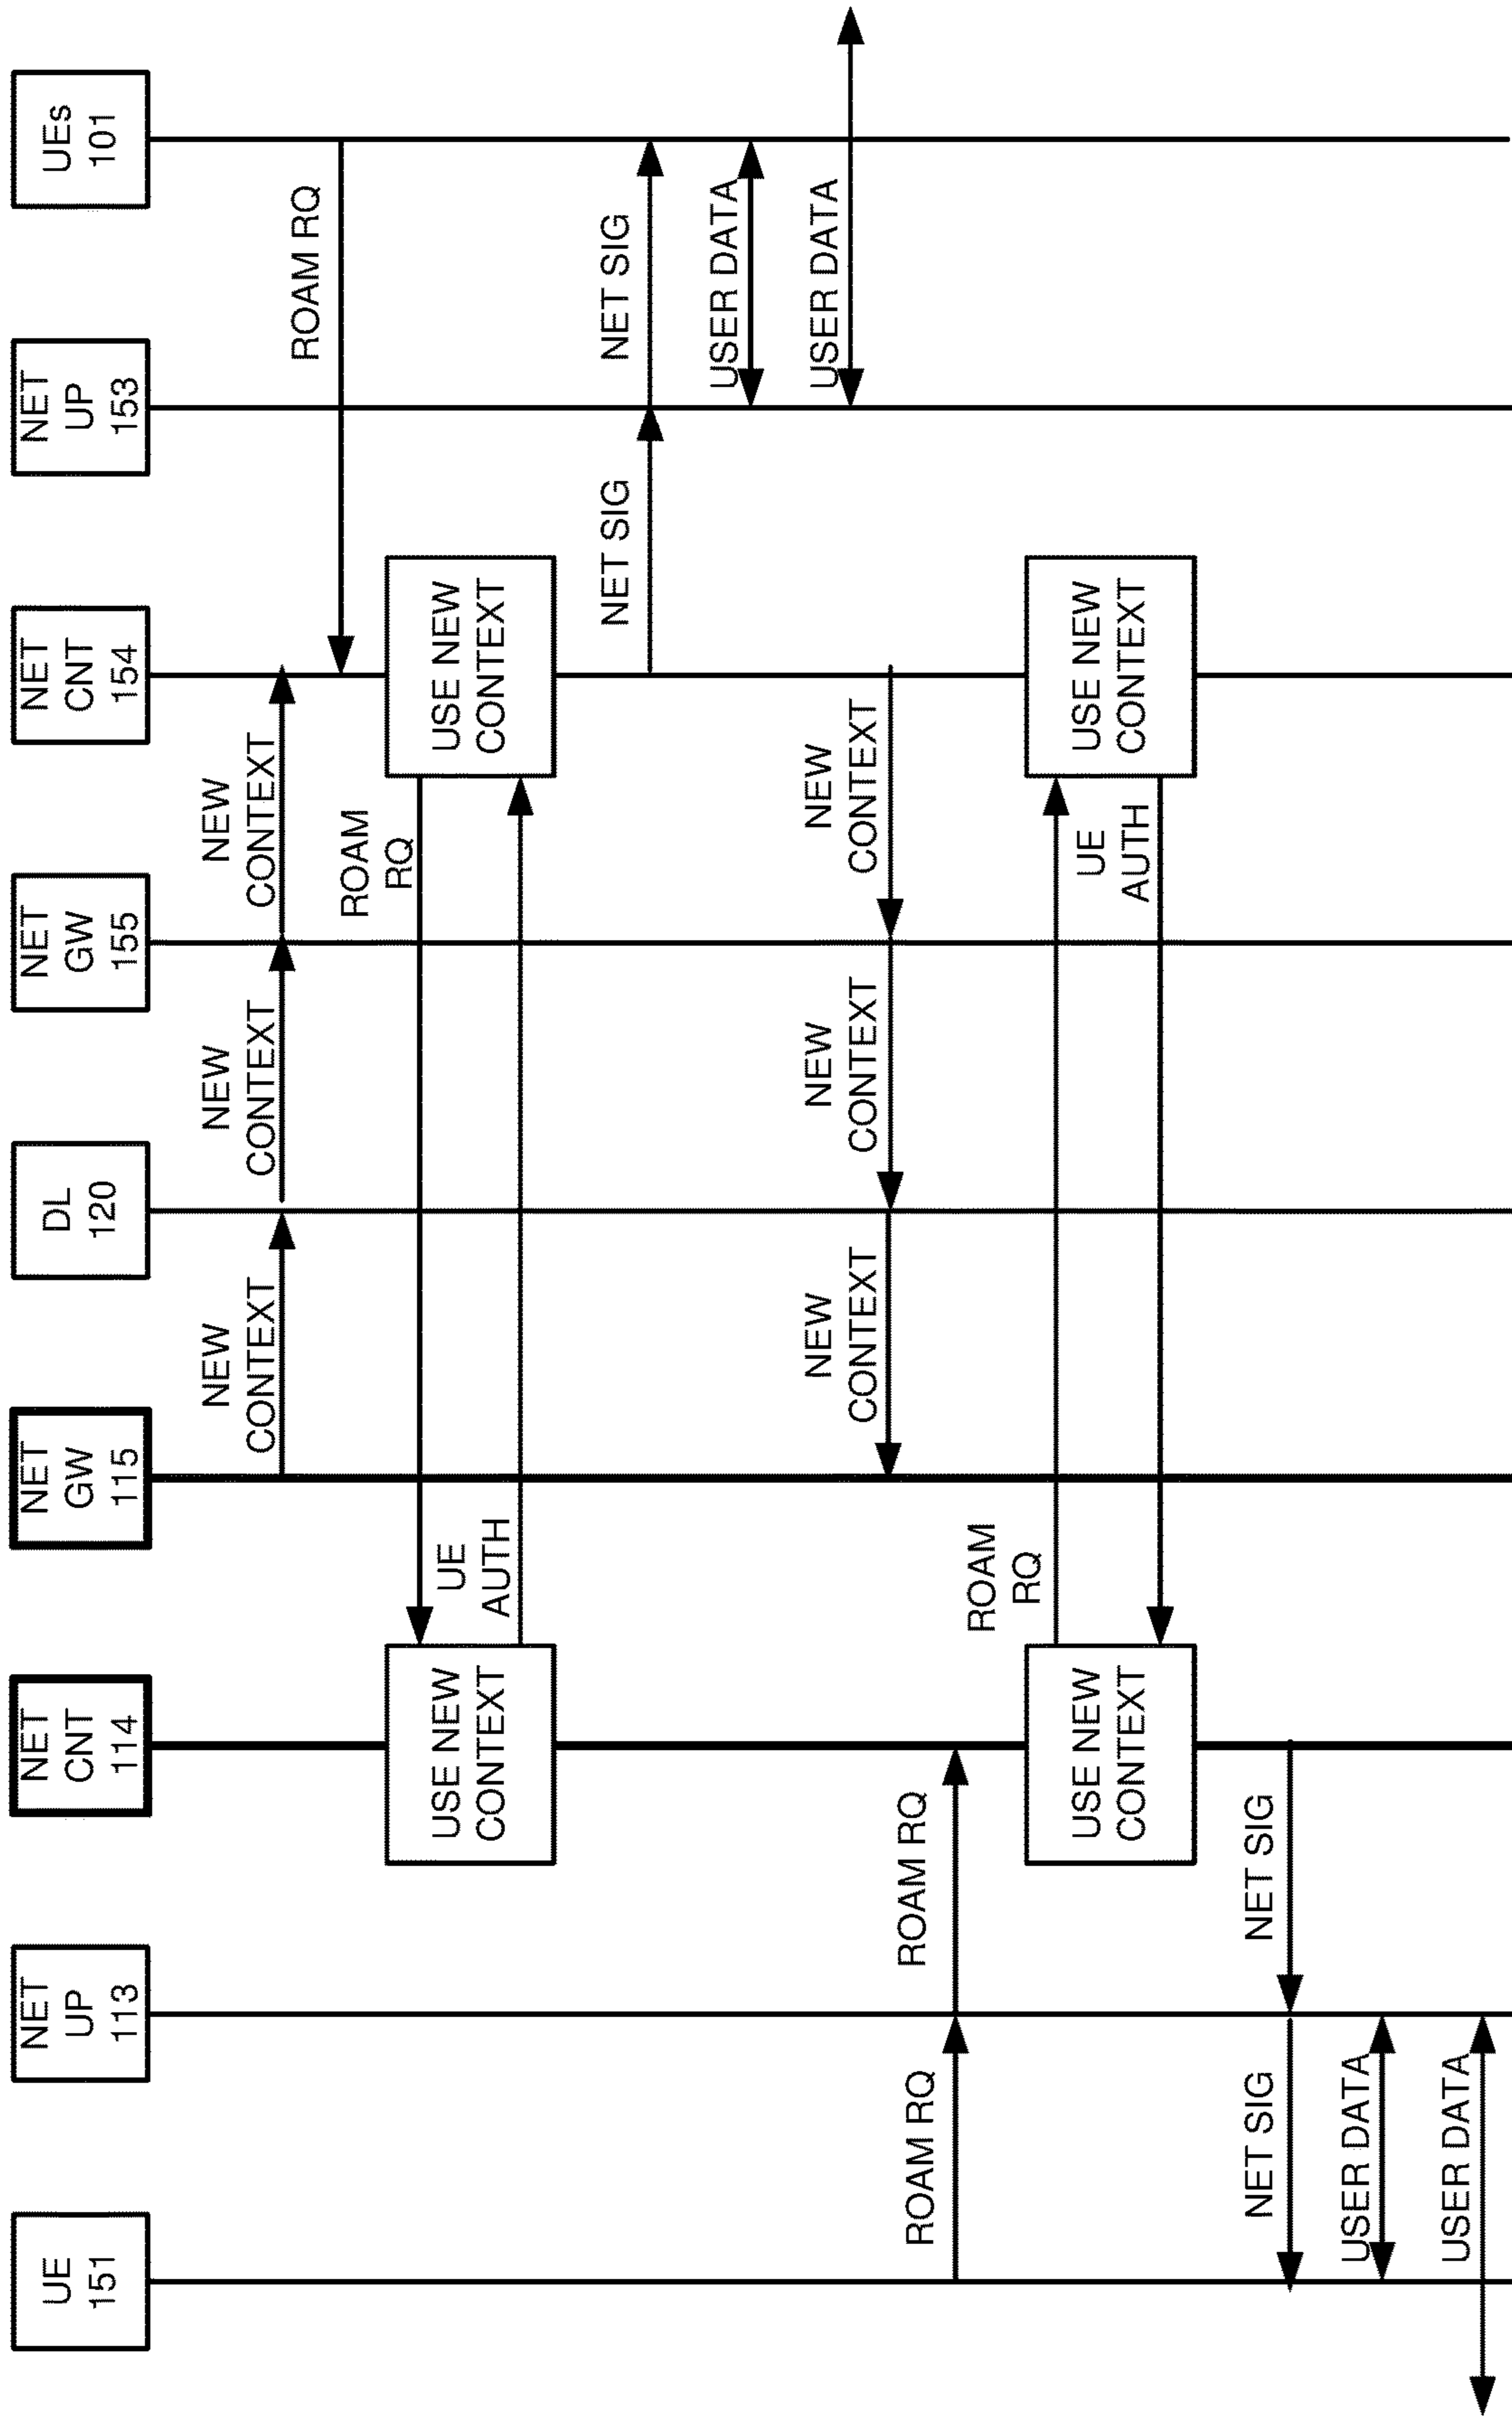 UE
151
NET
UP
113
NET
CNT
114
NET
GW
115
DL
120
NET
GW
155
NET
CNT
154
NET
UP
153
UEs
101
NEW
CONTEXT
NEW
CONTEXT
NEW
CONTEXT
ROAM RQ
ROAM
RQ
USE NEW
CONTEXT
UE
AUTH
USE NEW
CONTEXT
NET SIG
NET SIG
USER DATA
USER DATA
NEW
CONTEXT
NEW
CONTEXT
NEW
CONTEXT
ROAM RQ
ROAM RQ
ROAM
RQ
USE NEW
CONTEXT
UE
AUTH
USE NEW
CONTEXT
NET SIG
NET SIG
USER DATA
USER DATA